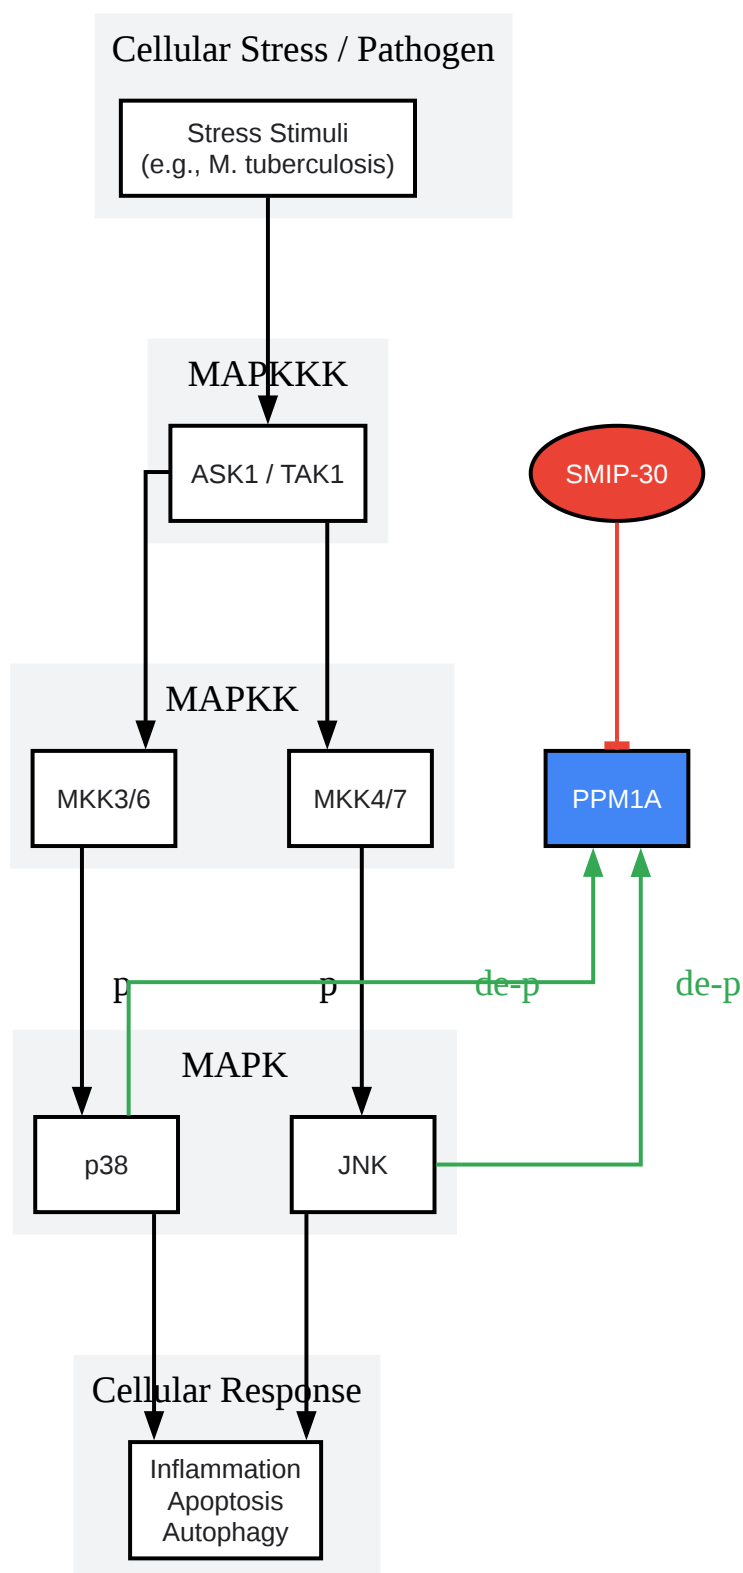 Cellular Stress / Pathogen
Stress Stimuli
(e.g., M. tuberculosis)
MAPKKK
ASK1 / TAK1
SMIP-30
MAPKK
MKK3/6
MKK4/7
PPM1A
p
p
de-p
de-p
MAPK
p38
JNK
Cellular Response
Inflammation
Apoptosis
Autophagy